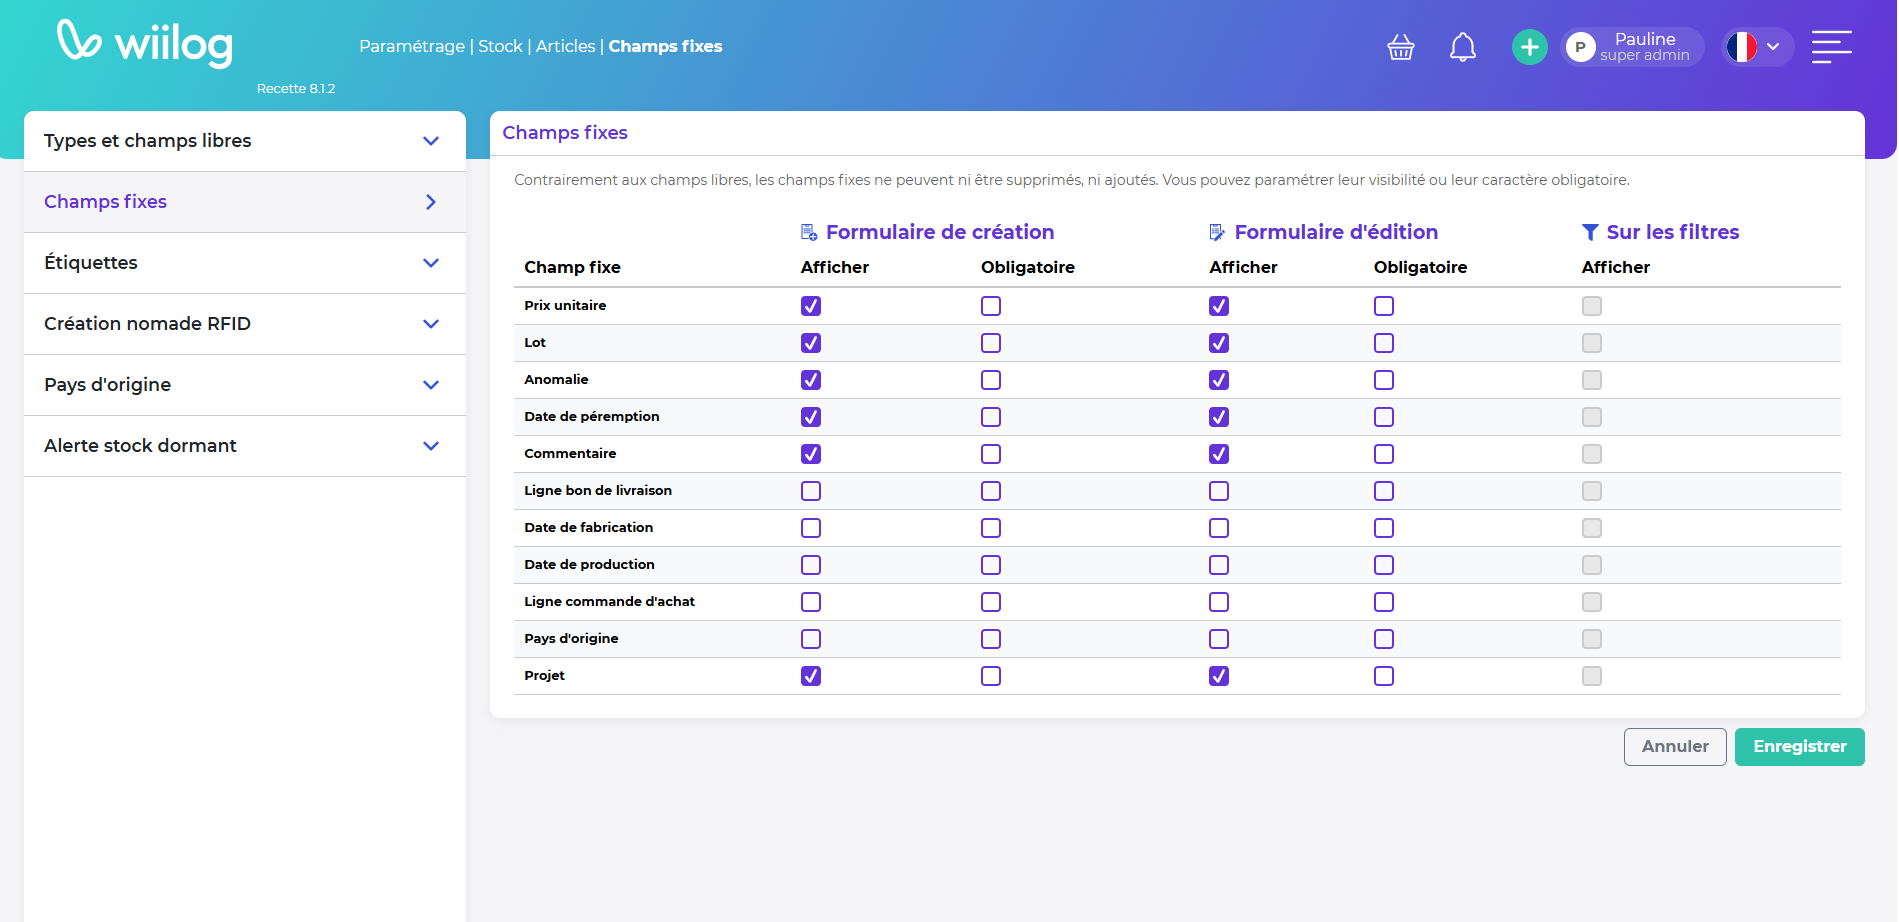 wiilog
Recette 8.1.2
Paramétrage | Stock | Articles | Champs fixes
P
Pauline
super admin
Types et champs libres
Champs fixes
Étiquettes
Création nomade RFID
Pays d'origine
Alerte stock dormant
Champs fixes
Contrairement aux champs libres, les champs fixes ne peuvent ni être supprimés, ni ajoutés. Vous pouvez paramétrer leur visibilité ou leur caractère obligatoire.
Formulaire de création Formulaire d'édition Sur les filtres
Champ fixe Afficher Obligatoire Afficher Obligatoire Afficher
Prix unitaire
Lot
Anomalie
Date de péremption
Commentaire
Ligne bon de livraison
Date de fabrication
Date de production
Ligne commande d'achat
Pays d'origine
Projet
Annuler Enregistrer